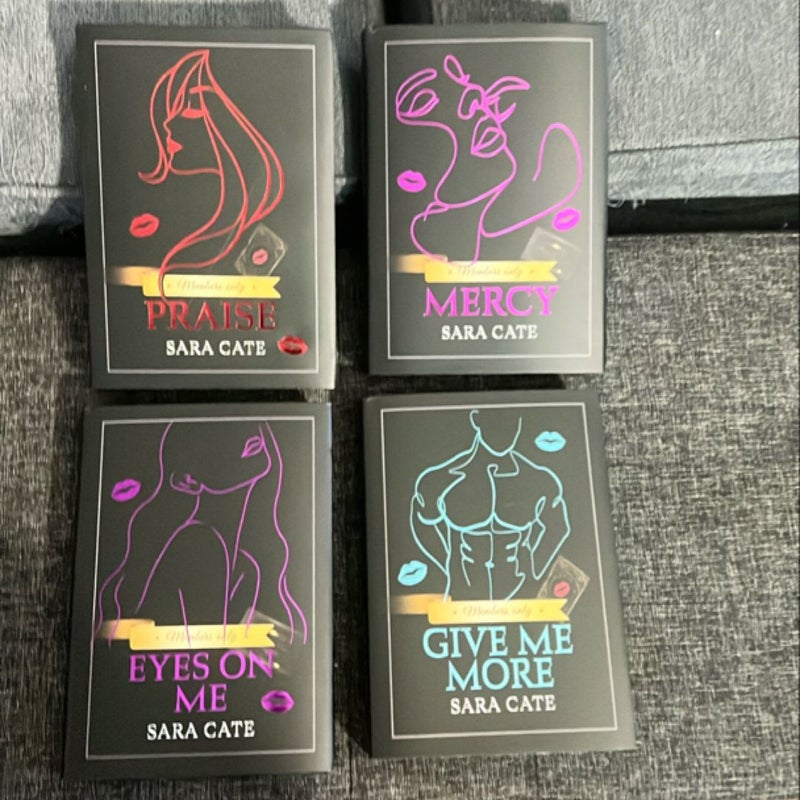 Members only
PRAISE
SARA CATE
Members only
MERCY
SARA CATE
Members only
EYES ON
ME
SARA CATE
Members only
GIVE ME
MORE
SARA CATE